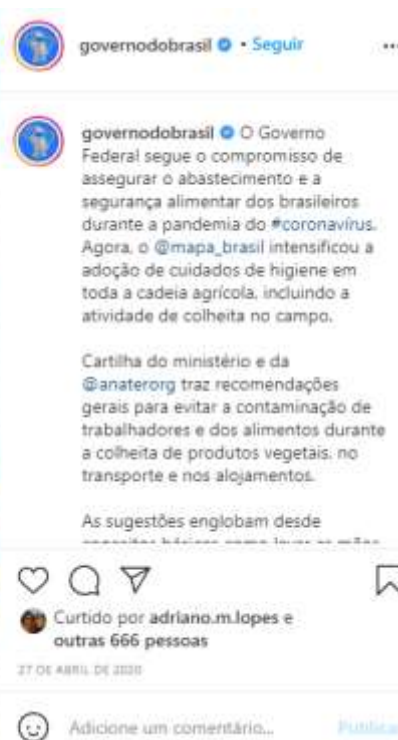 governodobrasil • Seguir ...
governodobrasil O Governo
Federal segue o compromisso de
assegurar o abastecimento e a
segurança alimentar dos brasileiros
durante a pandemia do #coronavírus.
Agora, o @mapa_brasil intensificou a
adoção de cuidados de higiene em
toda a cadeia agrícola, incluindo a
atividade de colheita no campo.
Cartilha do ministério e da
@anaterorg traz recomendações
gerais para evitar a contaminação de
trabalhadores e dos alimentos durante
a colheita de produtos vegetais, no
transporte e nos alojamentos.
As sugestões englobam desde
Curtido por adriano.m.lopes e
outras 666 pessoas
27 DE ABRIL DE 2020
Adicione um comentário... Publicar